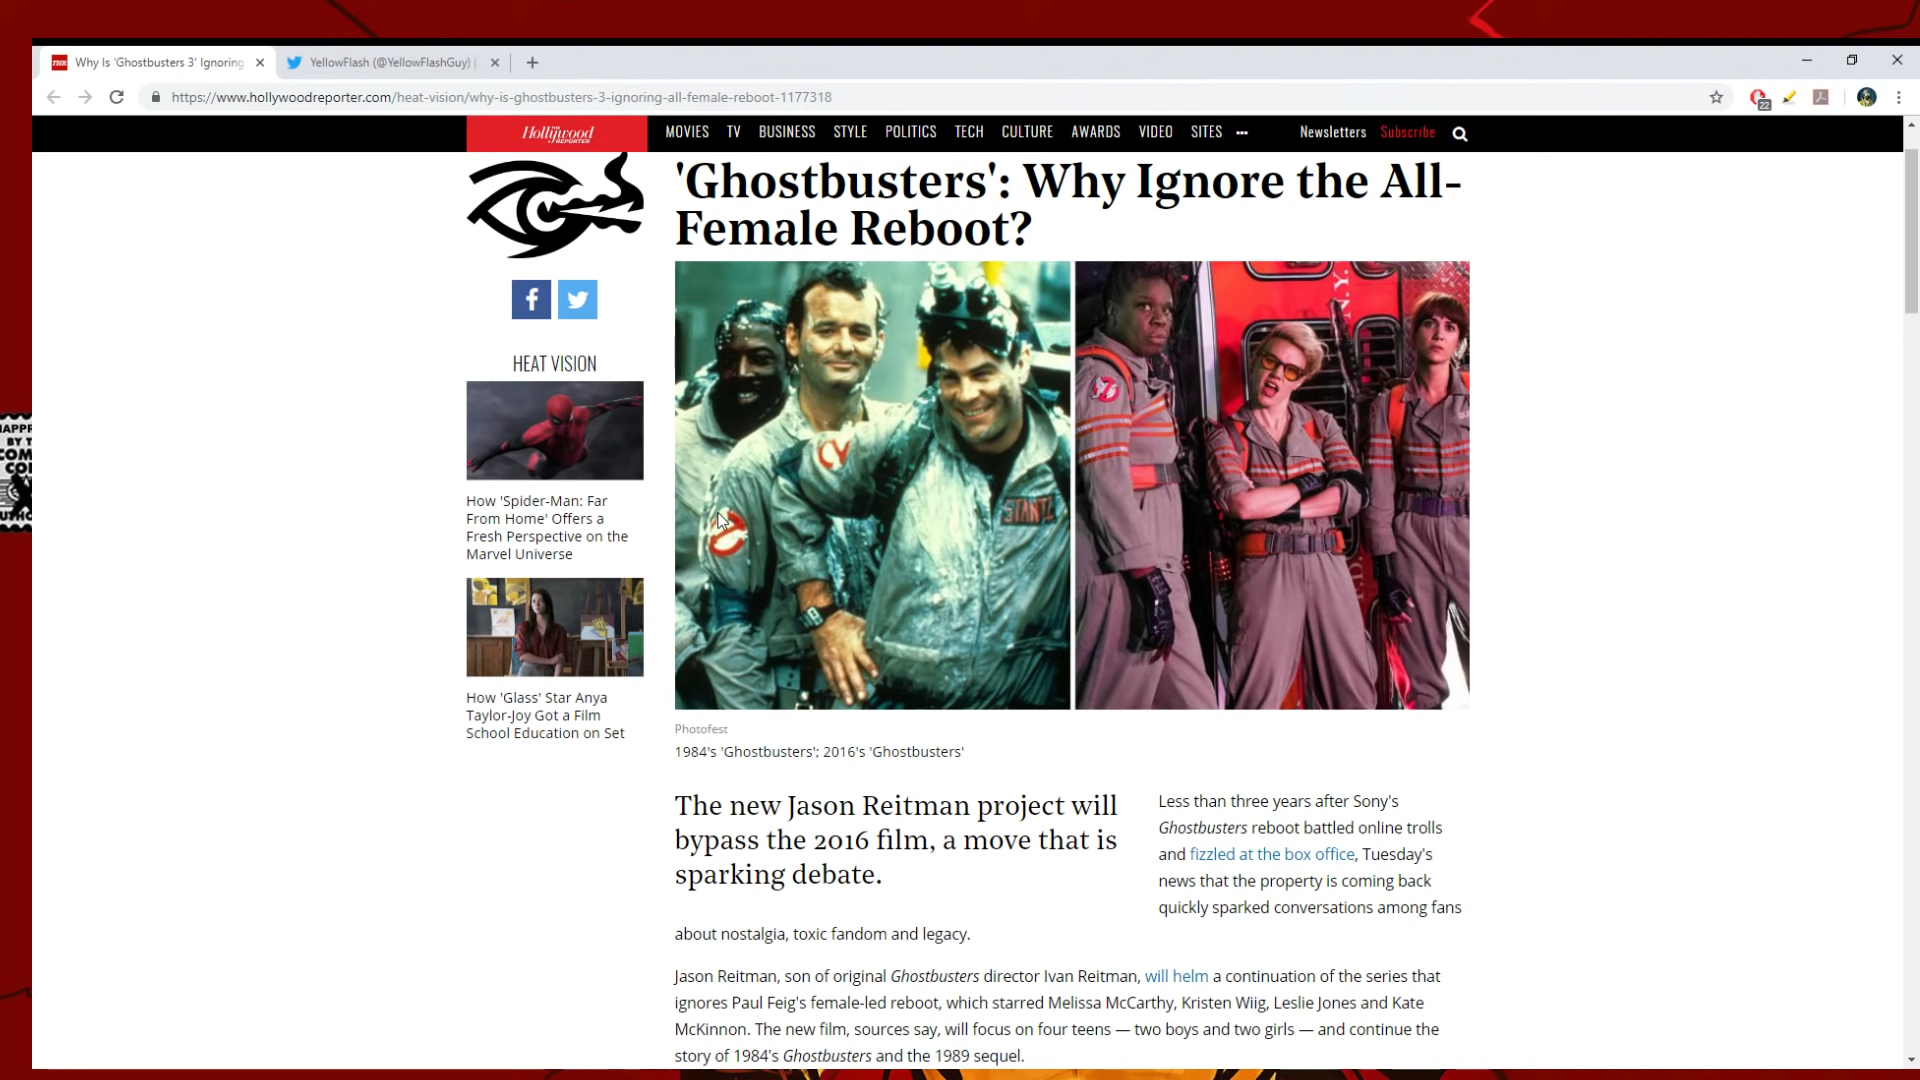 THR Why Is 'Ghostbusters 3' Ignoring
YellowFlash (@YellowFlashGuy) |
https://www.hollywoodreporter.com/heat-vision/why-is-ghostbusters-3-ignoring-all-female-reboot-1177318
22
The Hollywood REPORTER
MOVIES TV BUSINESS STYLE POLITICS TECH CULTURE AWARDS VIDEO SITES ••• Newsletters Subscribe
'Ghostbusters': Why Ignore the All-
Female Reboot?
HEAT VISION
How 'Spider-Man: Far
From Home' Offers a
Fresh Perspective on the
Marvel Universe
How 'Glass' Star Anya
Taylor-Joy Got a Film
School Education on Set
STANTZ
N.Y.
BY T
COM
CO
Photofest
1984's 'Ghostbusters'; 2016's 'Ghostbusters'
The new Jason Reitman project will
bypass the 2016 film, a move that is
sparking debate.
Less than three years after Sony's
Ghostbusters reboot battled online trolls
and fizzled at the box office, Tuesday's
news that the property is coming back
quickly sparked conversations among fans
about nostalgia, toxic fandom and legacy.
Jason Reitman, son of original Ghostbusters director Ivan Reitman, will helm a continuation of the series that
ignores Paul Feig's female-led reboot, which starred Melissa McCarthy, Kristen Wiig, Leslie Jones and Kate
McKinnon. The new film, sources say, will focus on four teens — two boys and two girls — and continue the
story of 1984's Ghostbusters and the 1989 sequel.